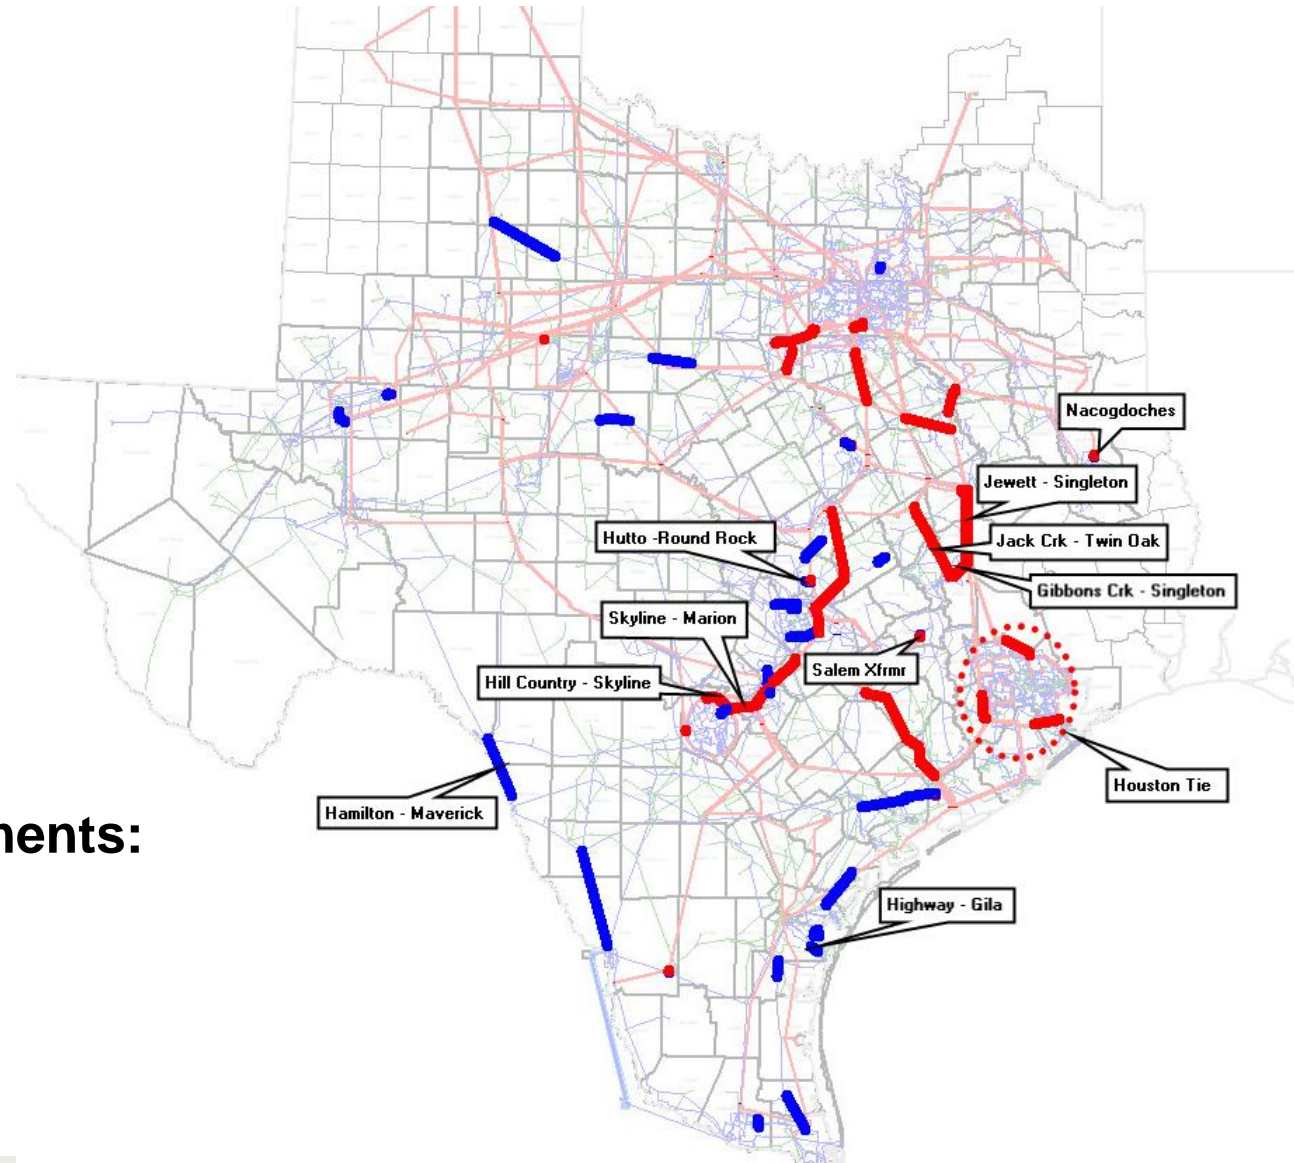 Nacogdoches
Jewett - Singleton
Hutto -Round Rock
Jack Crk - Twin Oak
Gibbons Crk - Singleton
Skyline - Marion
Salem Xfrmr
Hill Country - Skyline
Houston Tie
Hamilton - Maverick
nents:
Highway - Gila